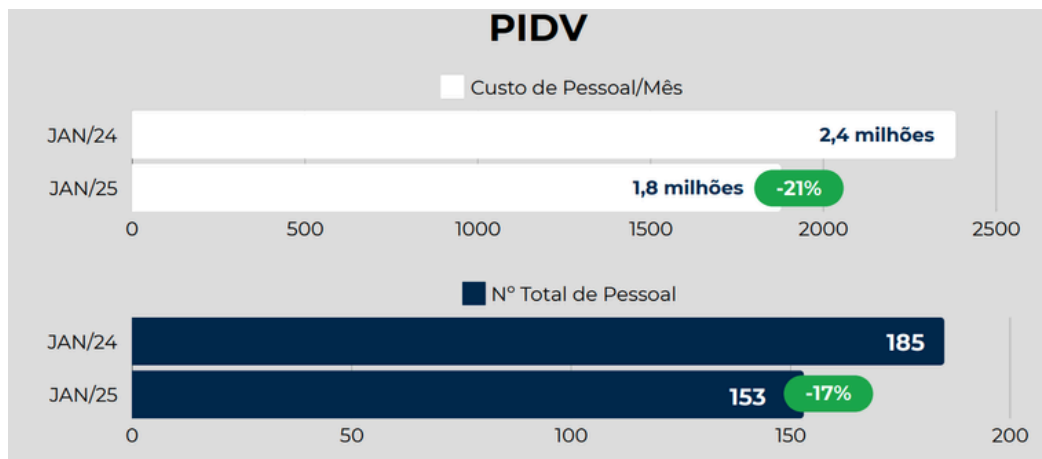 PIDV
Custo de Pessoal/Mês
JAN/24 2,4 milhões
JAN/25 1,8 milhões -21%
0 500 1000 1500 2000 2500
Nº Total de Pessoal
JAN/24 185
JAN/25 153 -17%
0 50 100 150 200